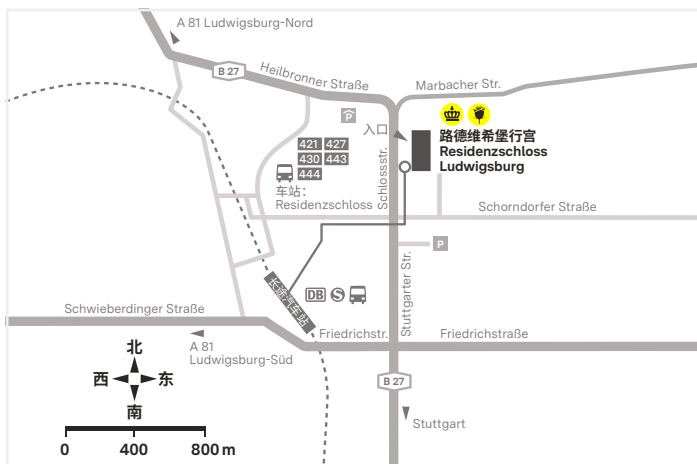 A 81 Ludwigsburg-Nord
B 27
Heilbronner Straße
Marbacher Str.
P
入口
路德维希堡行宫
Residenzschloss
Ludwigsburg
421 427
430 443
444
车站：
Residenzschloss
Schlossstr.
Schorndorfer Straße
P
Stuttgarter Str.
长途汽车站
DB
S
Schwieberdinger Straße
Friedrichstr.
Friedrichstraße
A 81
Ludwigsburg-Süd
B 27
Stuttgart
北
西 东
南
0 400 800 m